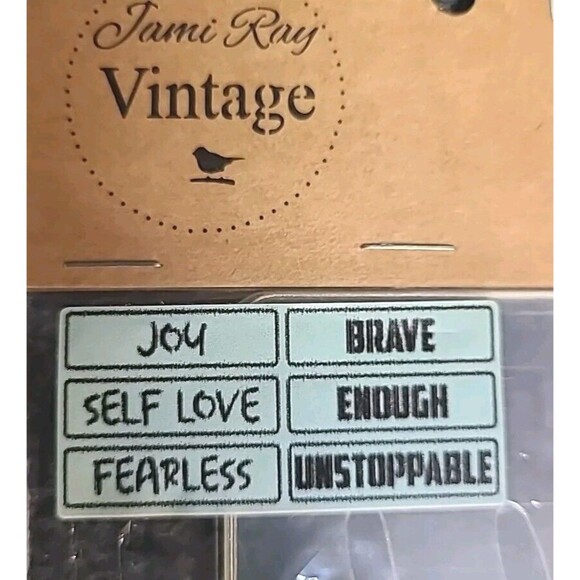 Jami Ray
Vintage
JOY
BRAVE
SELF LOVE
ENOUGH
FEARLESS
UNSTOPPABLE